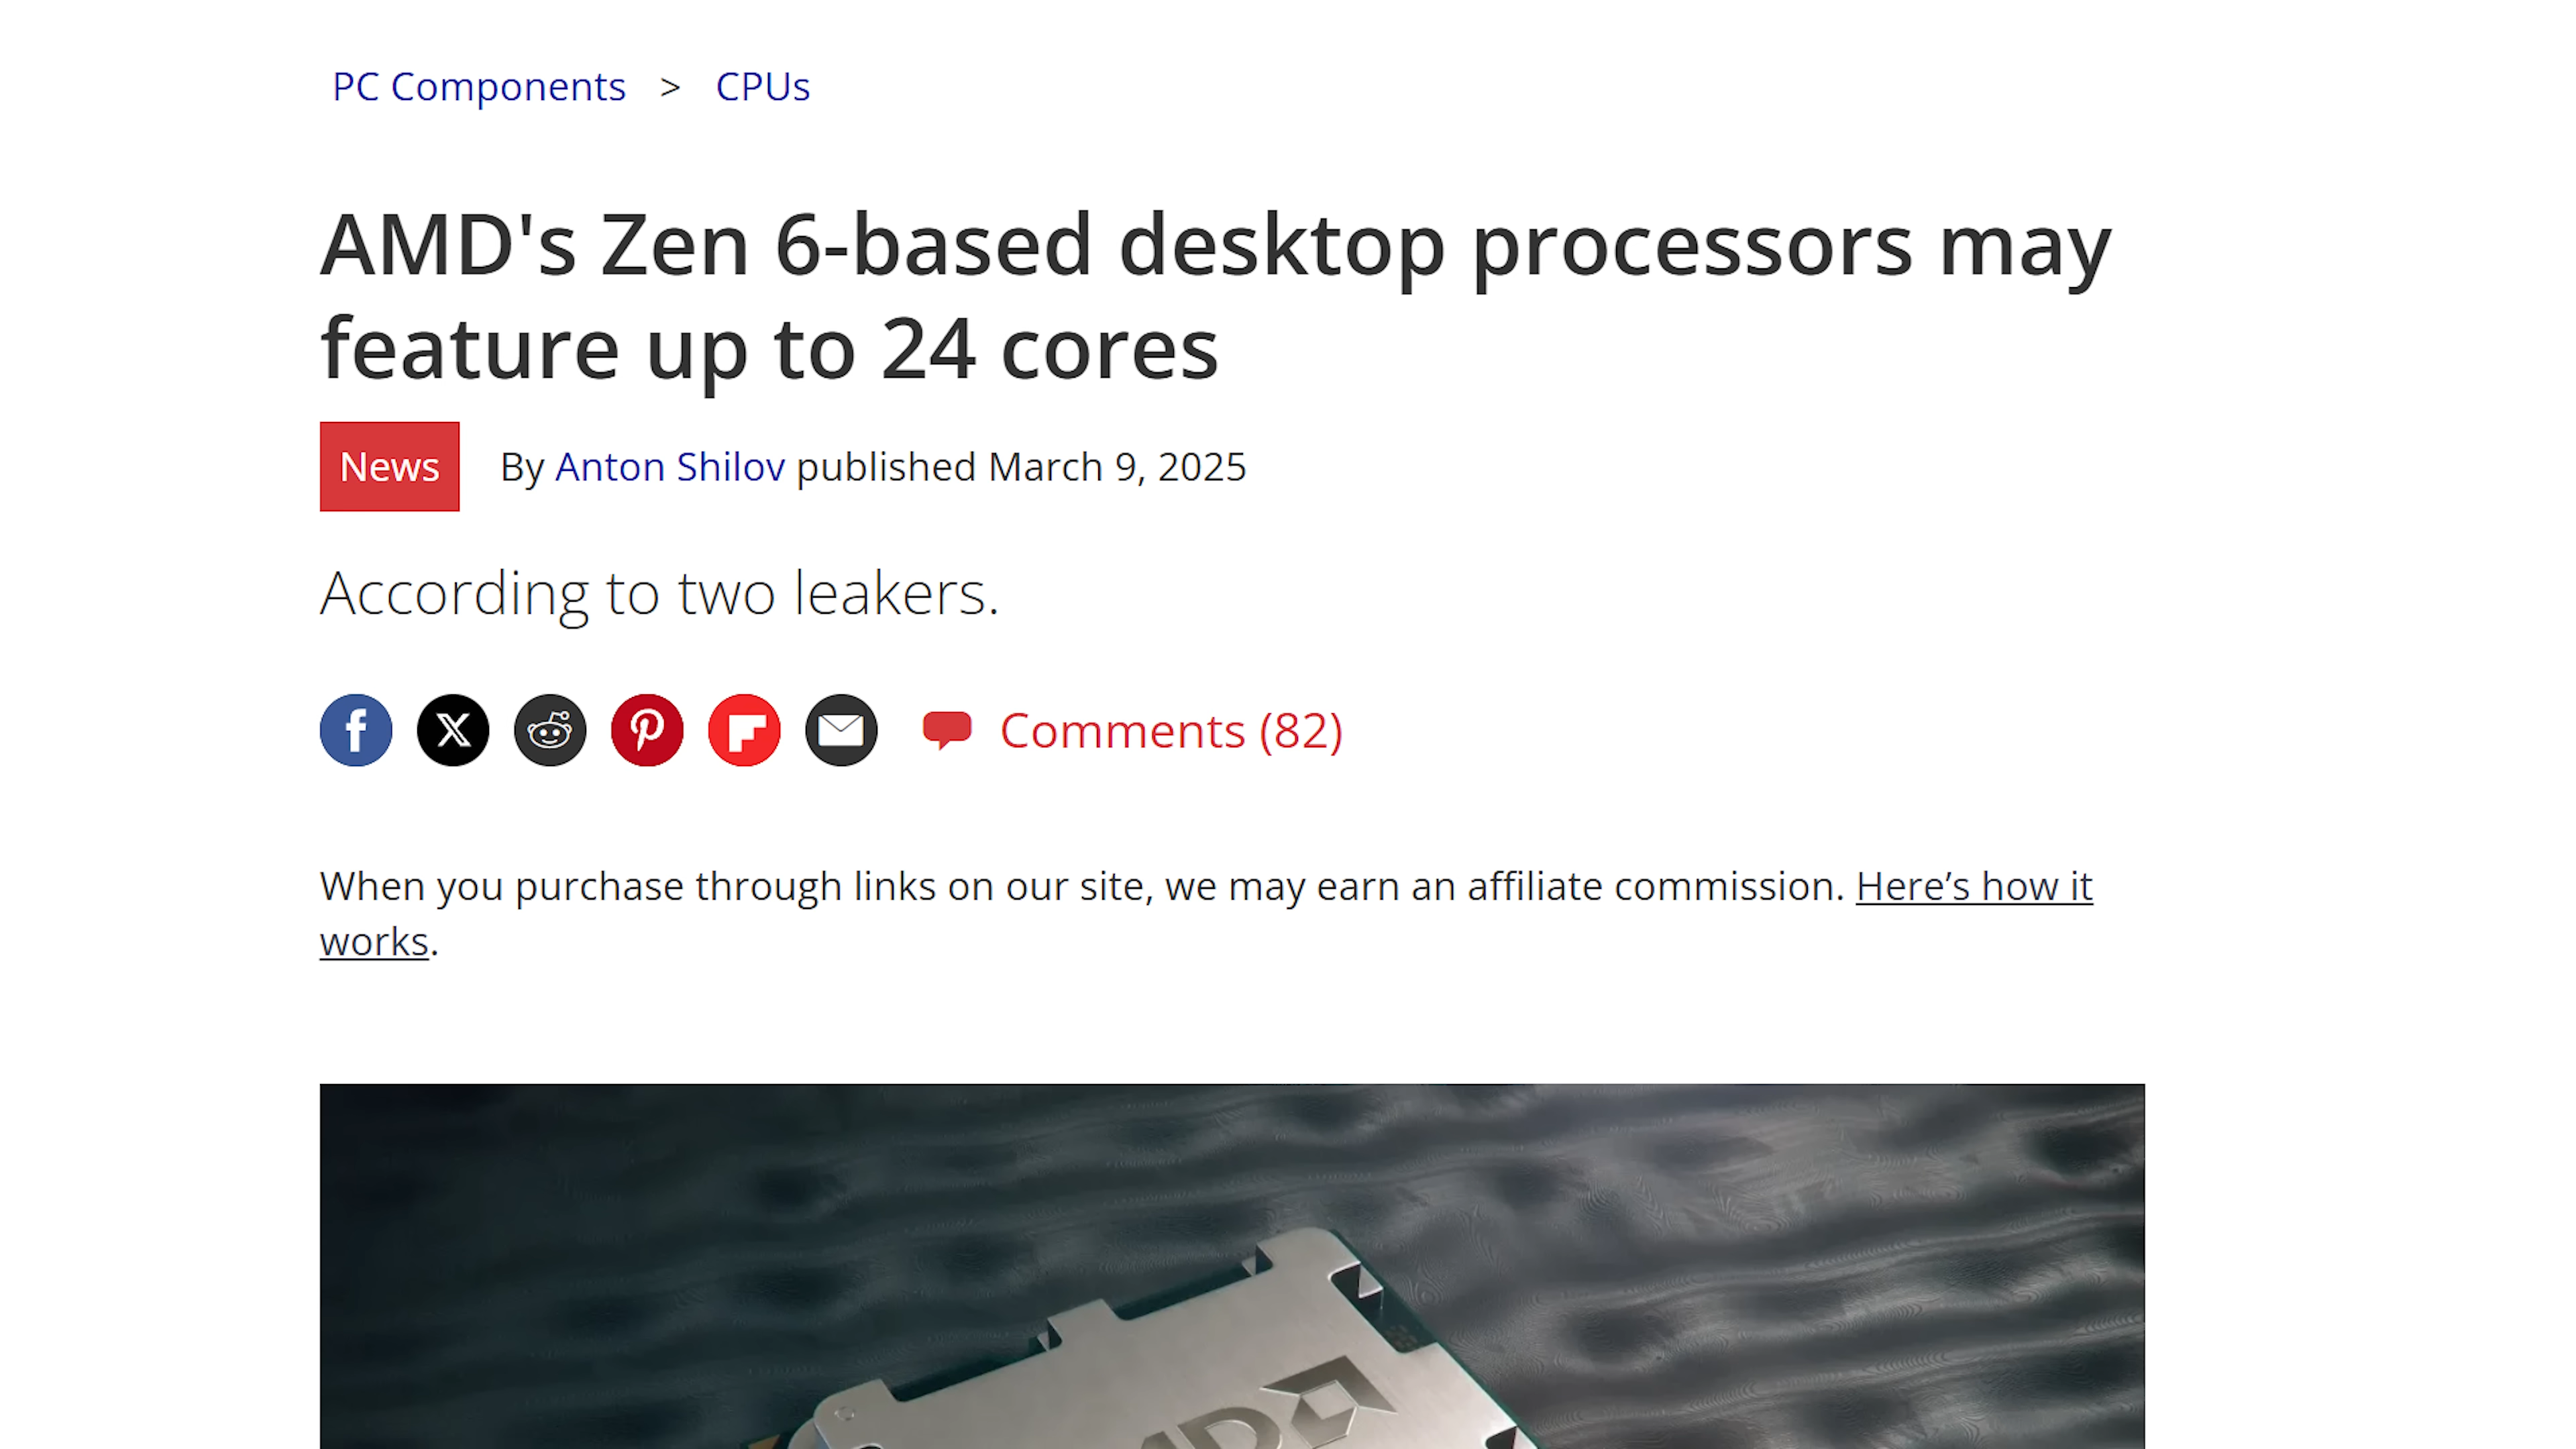 PC Components > CPUs
AMD's Zen 6-based desktop processors may
feature up to 24 cores
News By Anton Shilov published March 9, 2025
According to two leakers.
Comments (82)
When you purchase through links on our site, we may earn an affiliate commission. Here’s how it
works.